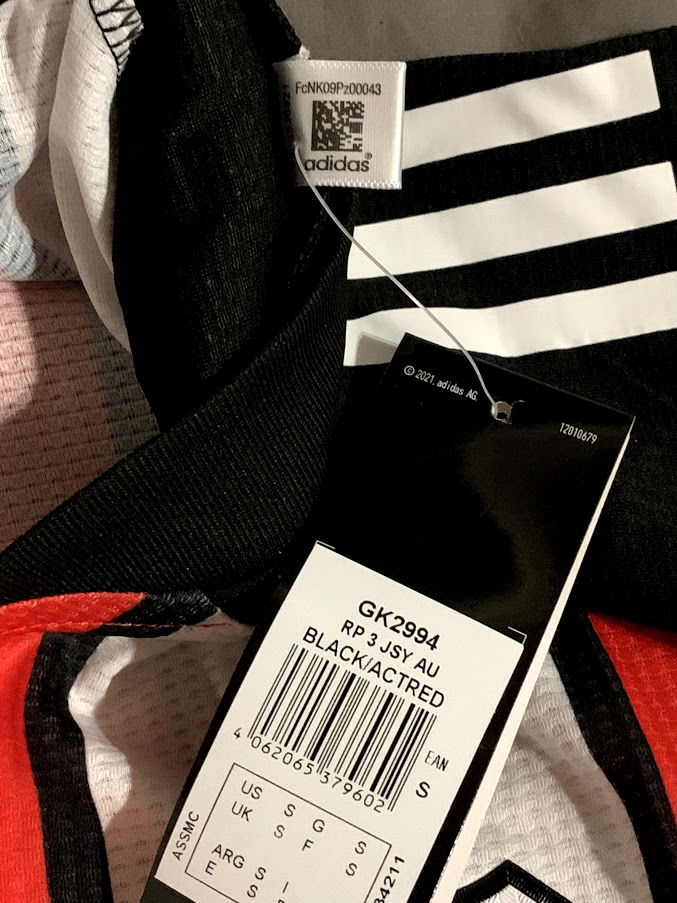 FcNK09Pz00043
adidas®
© 2021, adidas AG.
12010679
GK2994
RP 3 JSY AU
BLACK/ACTRED
4 062065 379602
EAN
S
US S G S
UK S F S
ARG S I
E S
ASSMC